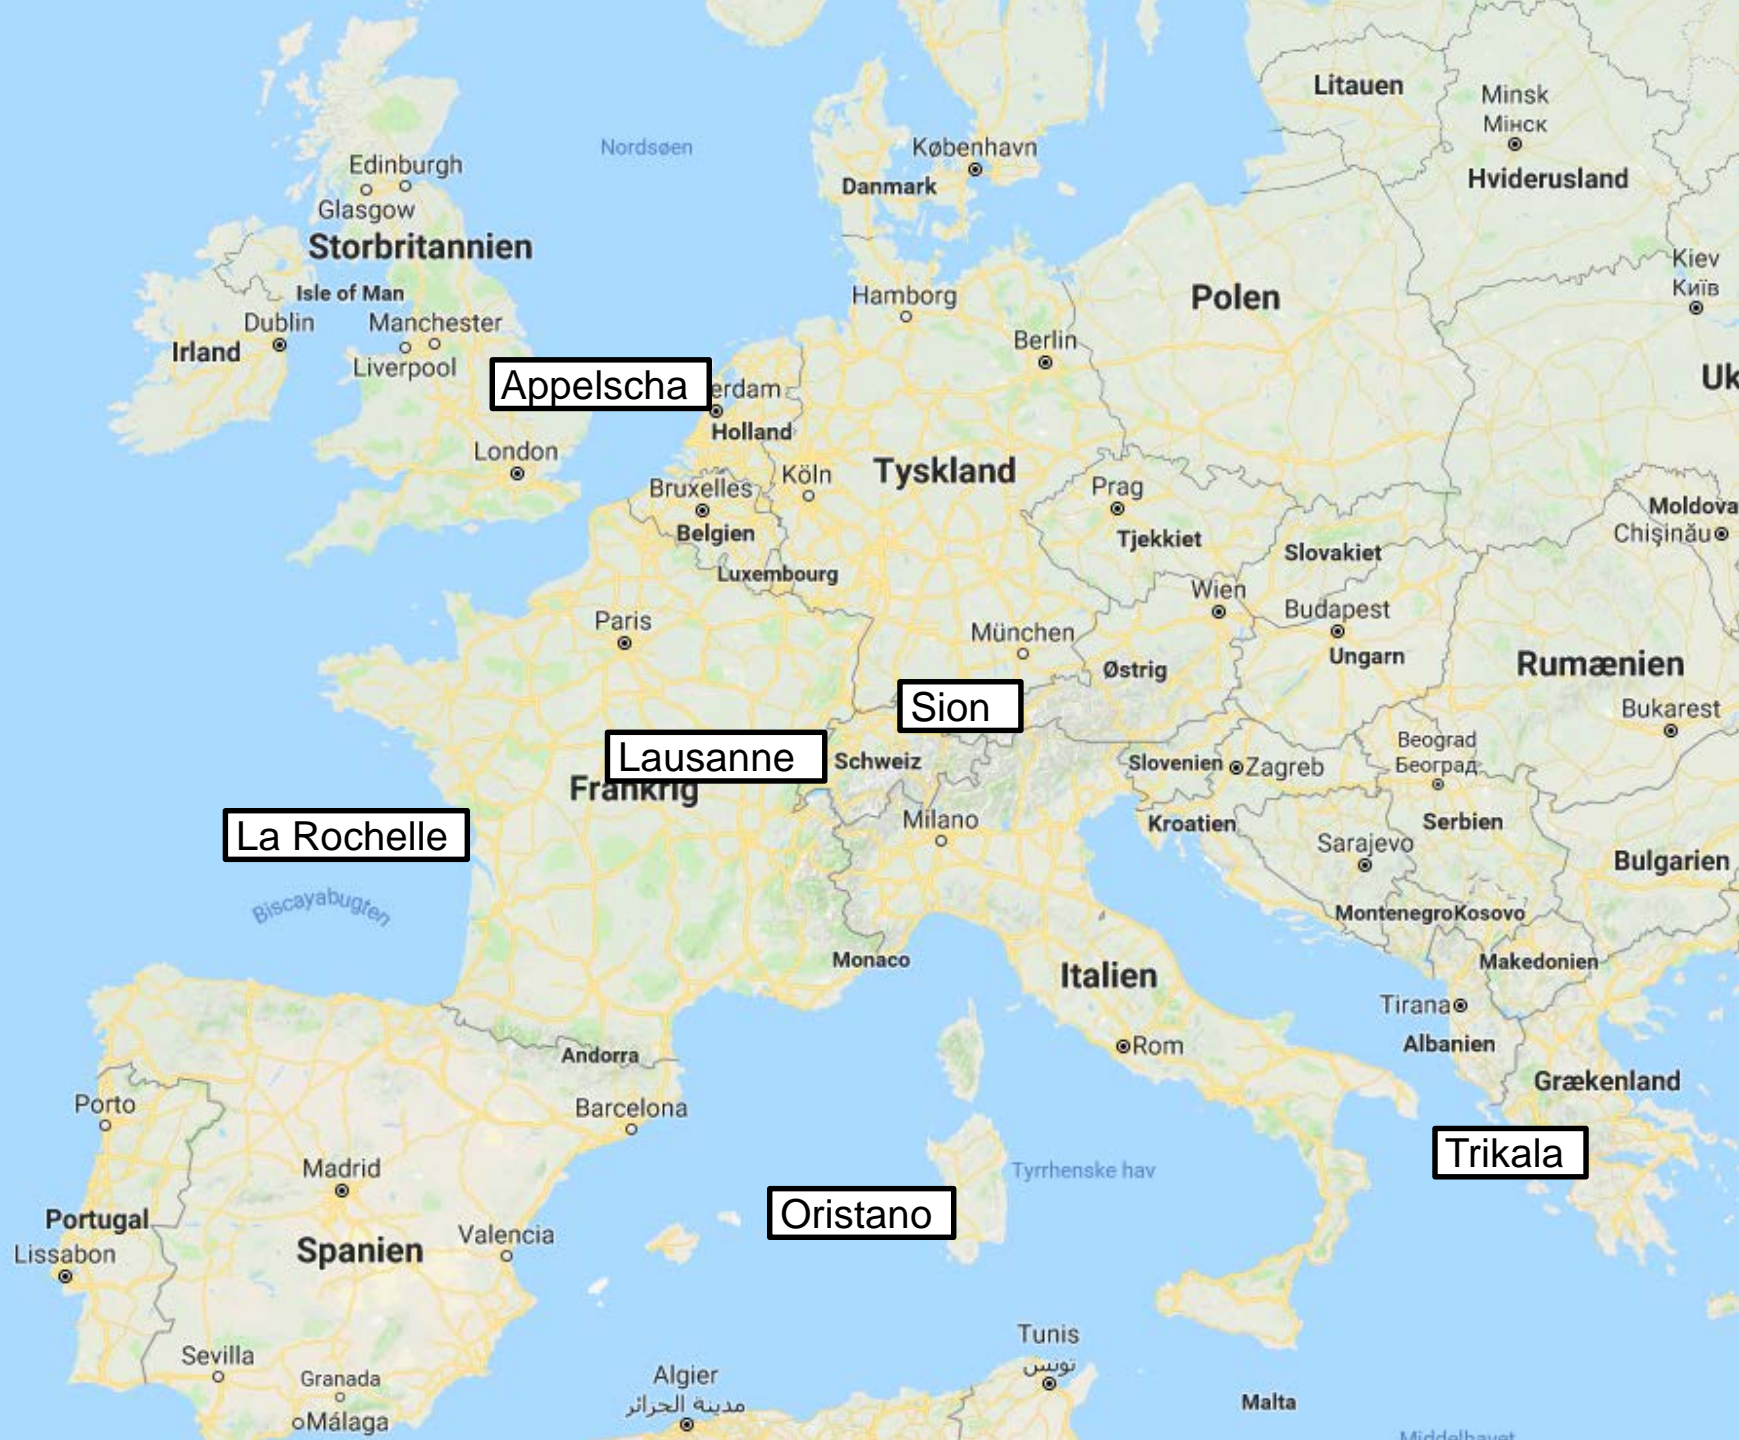 Litauen
Minsk
Мінск
Nordsøen
København
Edinburgh
Danmark
Hviderusland
Glasgow
Storbritannien
Kiev
Київ
Isle of Man
Hamborg
Polen
Dublin
Manchester
Irland
Berlin
Liverpool
Appelscha
erdam
Uk
Holland
London
Tyskland
Köln
Bruxelles
Prag
Moldova
Belgien
Tjekkiet
Chișinău
Slovakiet
Luxembourg
Wien
Budapest
Paris
München
Ungarn
Østrig
Rumænien
Sion
Bukarest
Beograd
Београд
Lausanne
Schweiz
Slovenien
Zagreb
Frankrig
Milano
Kroatien
Serbien
La Rochelle
Sarajevo
Bulgarien
Biscayabugten
Montenegro
Kosovo
Monaco
Makedonien
Italien
Tirana
Rom
Albanien
Andorra
Grækenland
Porto
Barcelona
Trikala
Madrid
Tyrrhenske hav
Oristano
Portugal
Valencia
Lissabon
Spanien
Tunis
تونس
Sevilla
Granada
Algier
مدينة الجزائر
Malta
Málaga
Middelhavet